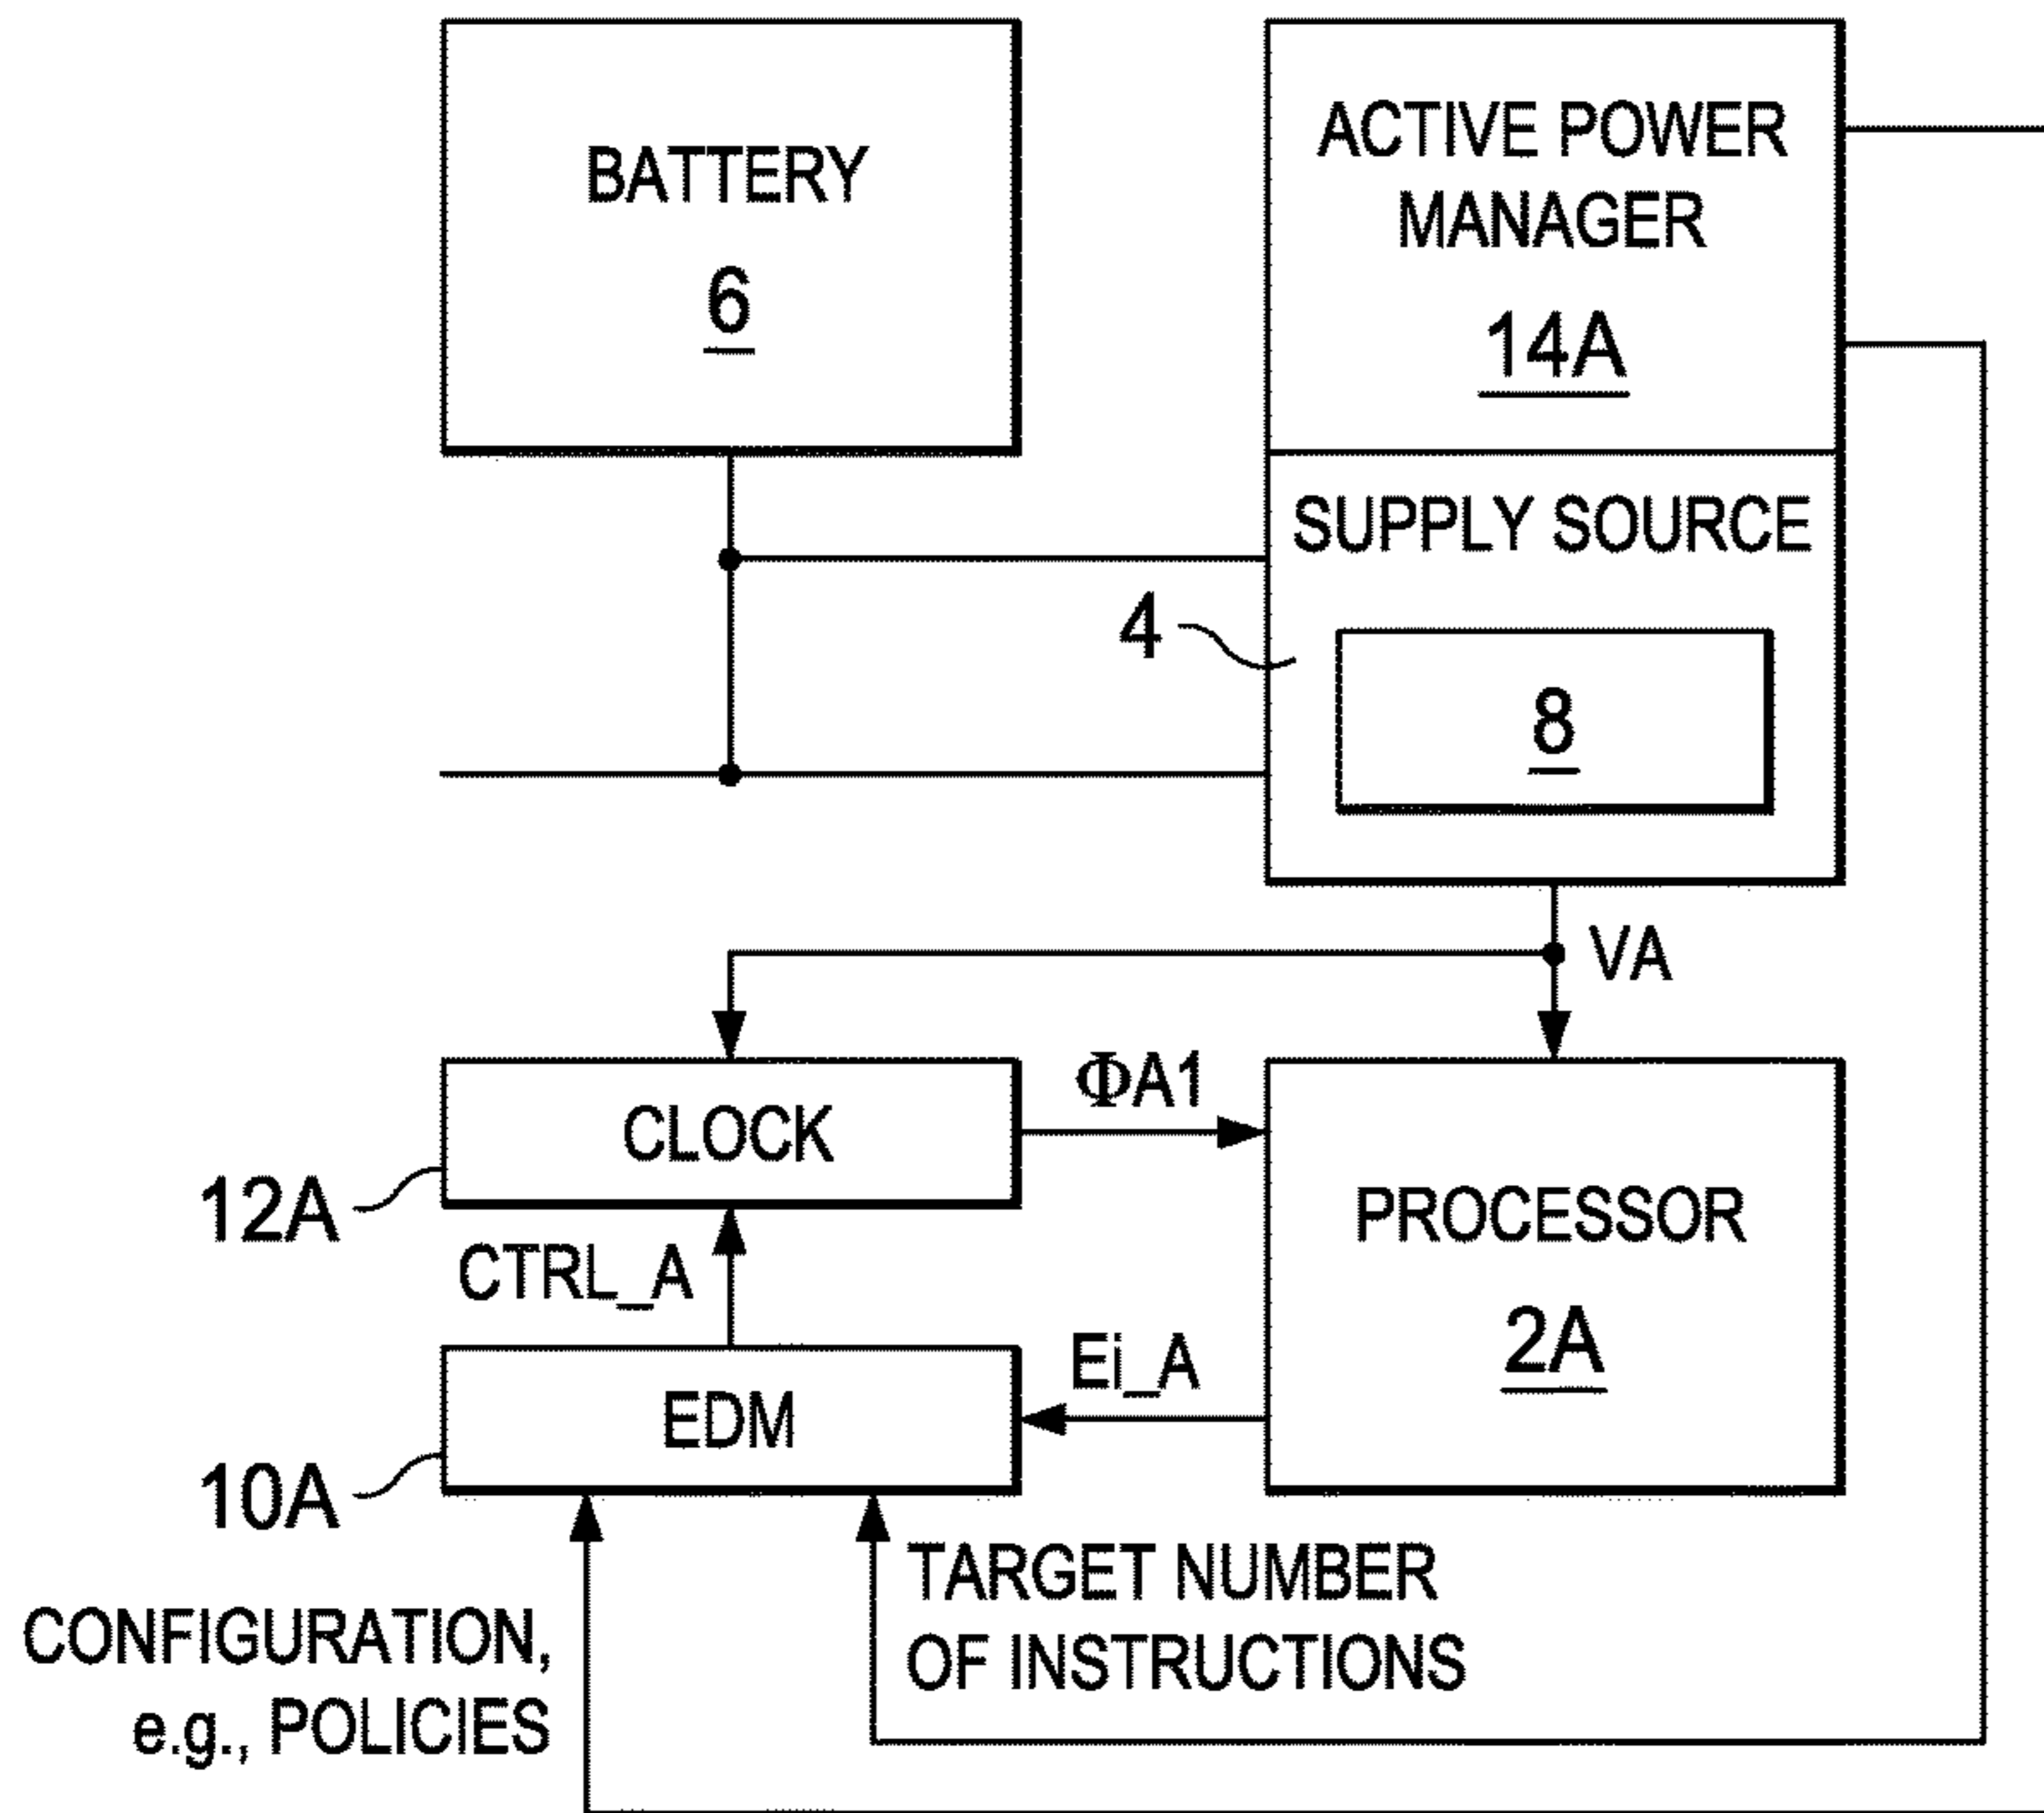 BATTERY
6
ACTIVE POWER
MANAGER
14A
SUPPLY SOURCE
4
8
VA
CLOCK
ΦA1
12A
CTRL_A
PROCESSOR
2A
Ei_A
EDM
10A
TARGET NUMBER
OF INSTRUCTIONS
CONFIGURATION,
e.g., POLICIES